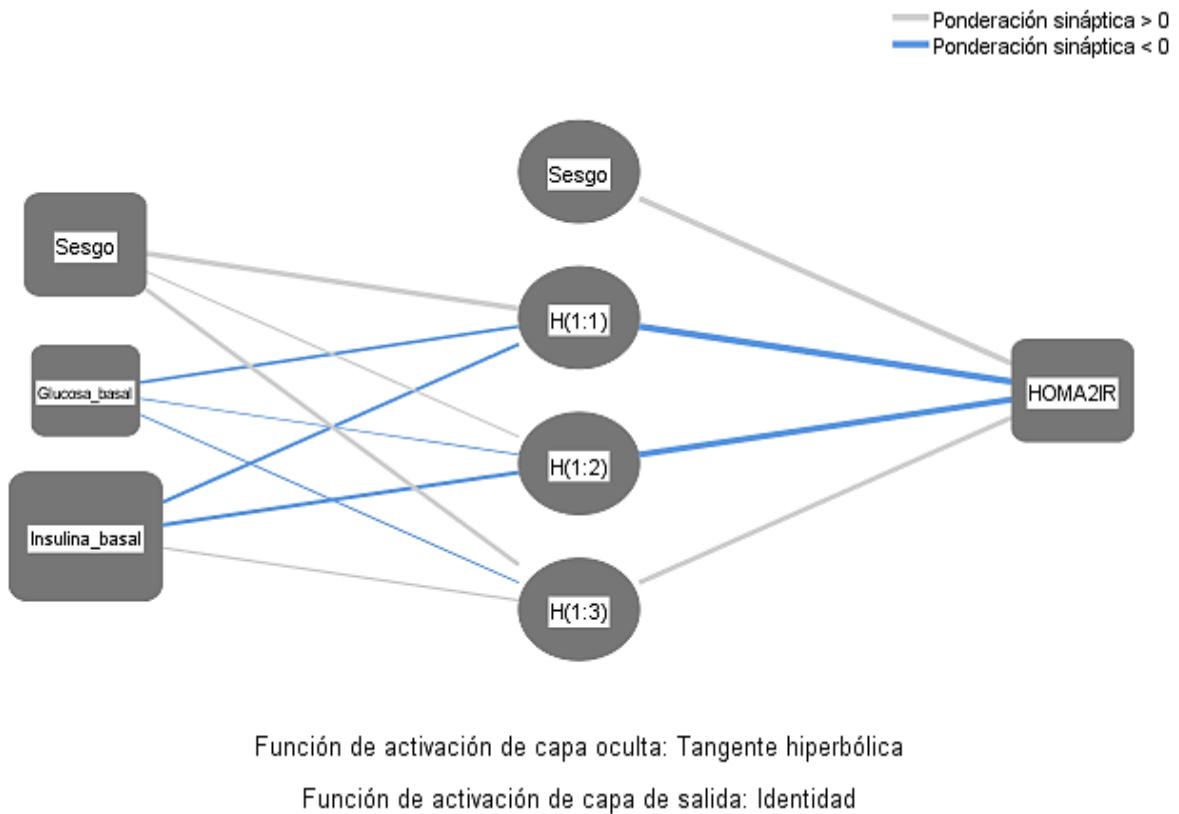 Ponderación sináptica > 0
Ponderación sináptica < 0
Sesgo
Sesgo
H(1:1)
Glucosa_basal
HOMA2IR
H(1:2)
Insulina_basal
H(1:3)
Función de activación de capa oculta: Tangente hiperbólica
Función de activación de capa de salida: Identidad